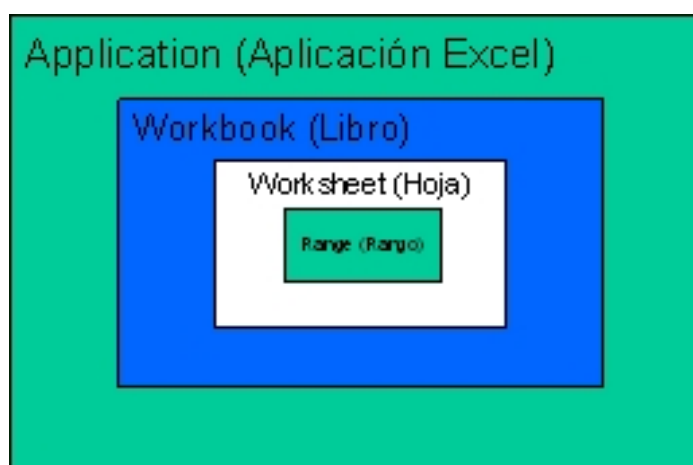 Application (Aplicación Excel)
Workbook (Libro)
Worksheet (Hoja)
Range (Rango)